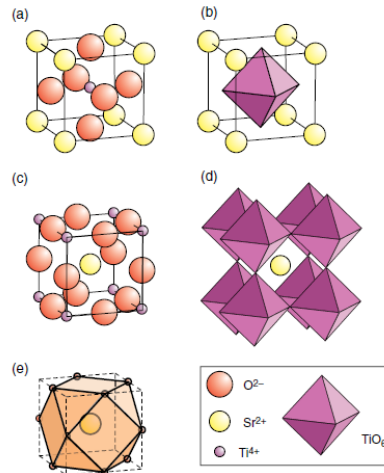 (a)
(b)
(c)
(d)
(e)
O²⁻
Sr²⁺
Ti⁴⁺
TiO₆